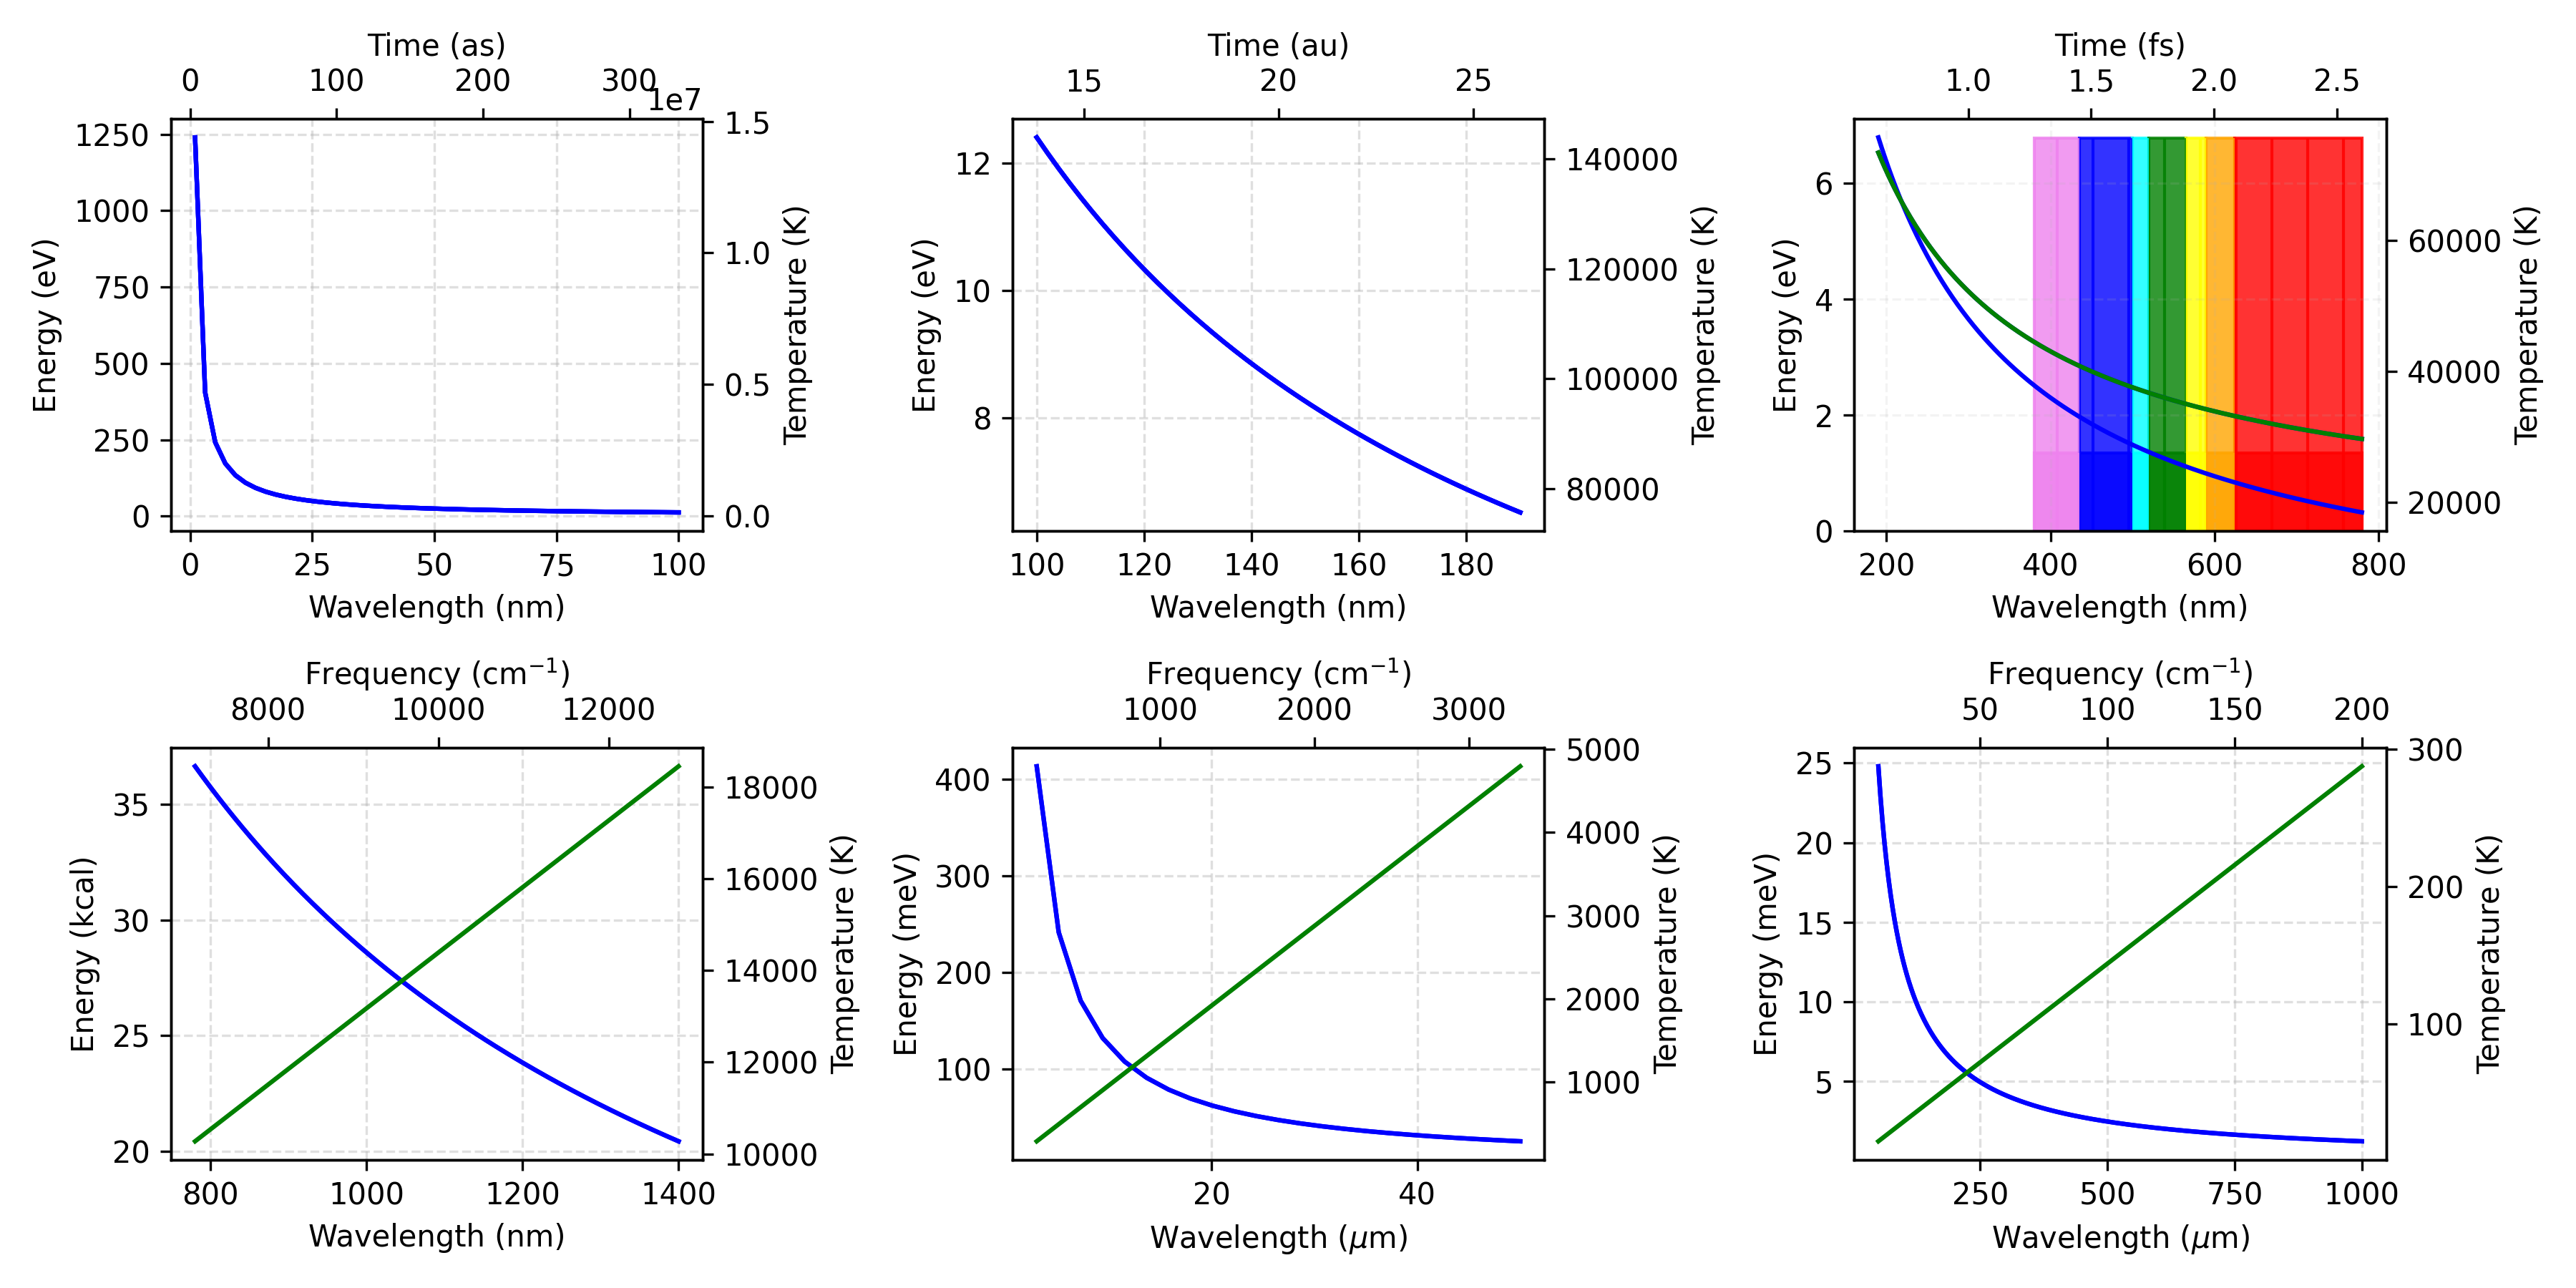 Time (as)
0 100 200 300
1e7
1250
1000
750
500
250
0
Energy (eV)
1.5
1.0
0.5
0.0
Temperature (K)
0 25 50 75 100
Wavelength (nm)
Time (au)
15 20 25
12
10
8
Energy (eV)
140000
120000
100000
80000
Temperature (K)
100 120 140 160 180
Wavelength (nm)
Time (fs)
1.0 1.5 2.0 2.5
6
4
2
0
Energy (eV)
60000
40000
20000
Temperature (K)
200 400 600 800
Wavelength (nm)
Frequency (cm⁻¹)
8000 10000 12000
35
30
25
20
Energy (kcal)
18000
16000
14000
12000
10000
Temperature (K)
800 1000 1200 1400
Wavelength (nm)
Frequency (cm⁻¹)
1000 2000 3000
400
300
200
100
Energy (meV)
5000
4000
3000
2000
1000
Temperature (K)
20 40
Wavelength (μm)
Frequency (cm⁻¹)
50 100 150 200
25
20
15
10
5
Energy (meV)
300
200
100
Temperature (K)
250 500 750 1000
Wavelength (μm)